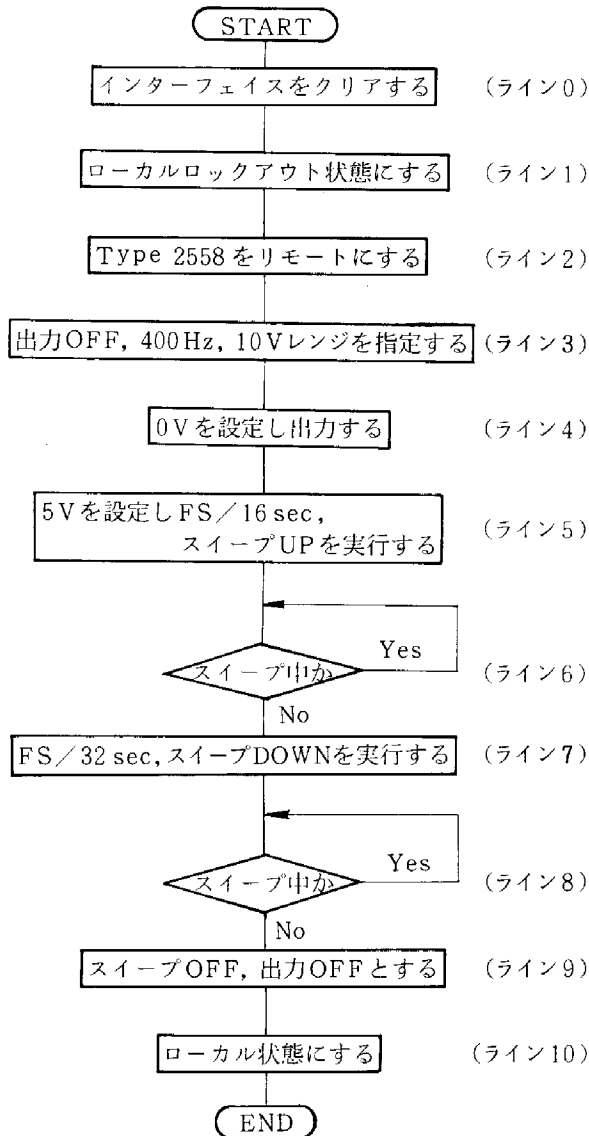 START
インターフェイスをクリアする (ライン0)
ローカルロックアウト状態にする (ライン1)
Type 2558をリモートにする (ライン2)
出力OFF, 400Hz, 10Vレンジを指定する (ライン3)
0Vを設定し出力する (ライン4)
5Vを設定しFS/16 sec,
スイープUPを実行する (ライン5)
Yes
スイープ中か (ライン6)
No
FS/32 sec,スイープDOWNを実行する (ライン7)
Yes
スイープ中か (ライン8)
No
スイープOFF, 出力OFFとする (ライン9)
ローカル状態にする (ライン10)
END